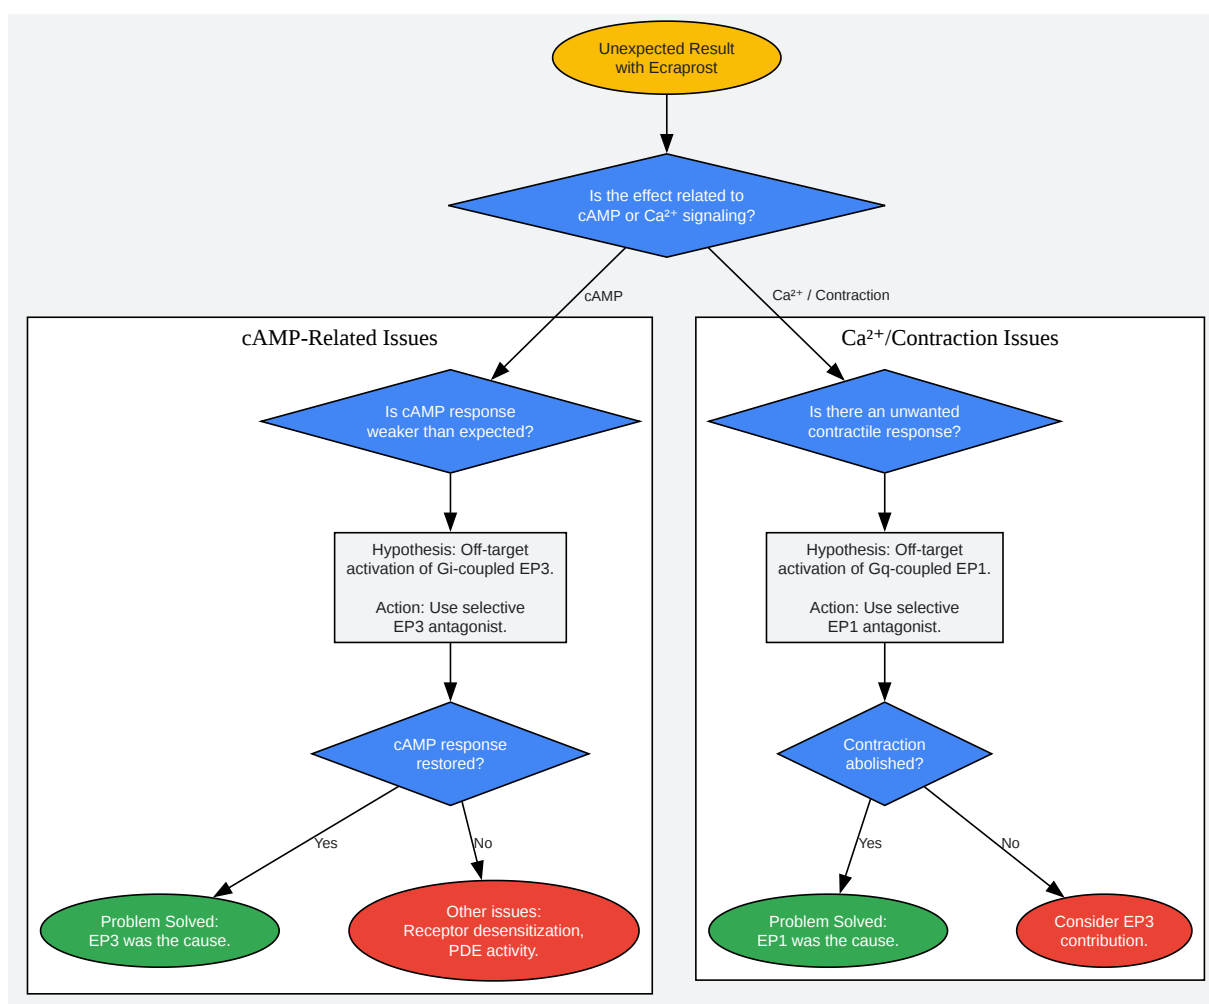 Unexpected Result
with Ecraprost
Is the effect related to
cAMP or Ca²⁺ signaling?
cAMP
Ca²⁺ / Contraction
cAMP-Related Issues
Is cAMP response
weaker than expected?
Hypothesis: Off-target
activation of Gi-coupled EP3.
Action: Use selective
EP3 antagonist.
cAMP response
restored?
Yes
No
Problem Solved:
EP3 was the cause.
Other issues:
Receptor desensitization,
PDE activity.
Ca²⁺/Contraction Issues
Is there an unwanted
contractile response?
Hypothesis: Off-target
activation of Gq-coupled EP1.
Action: Use selective
EP1 antagonist.
Contraction
abolished?
Yes
No
Problem Solved:
EP1 was the cause.
Consider EP3
contribution.